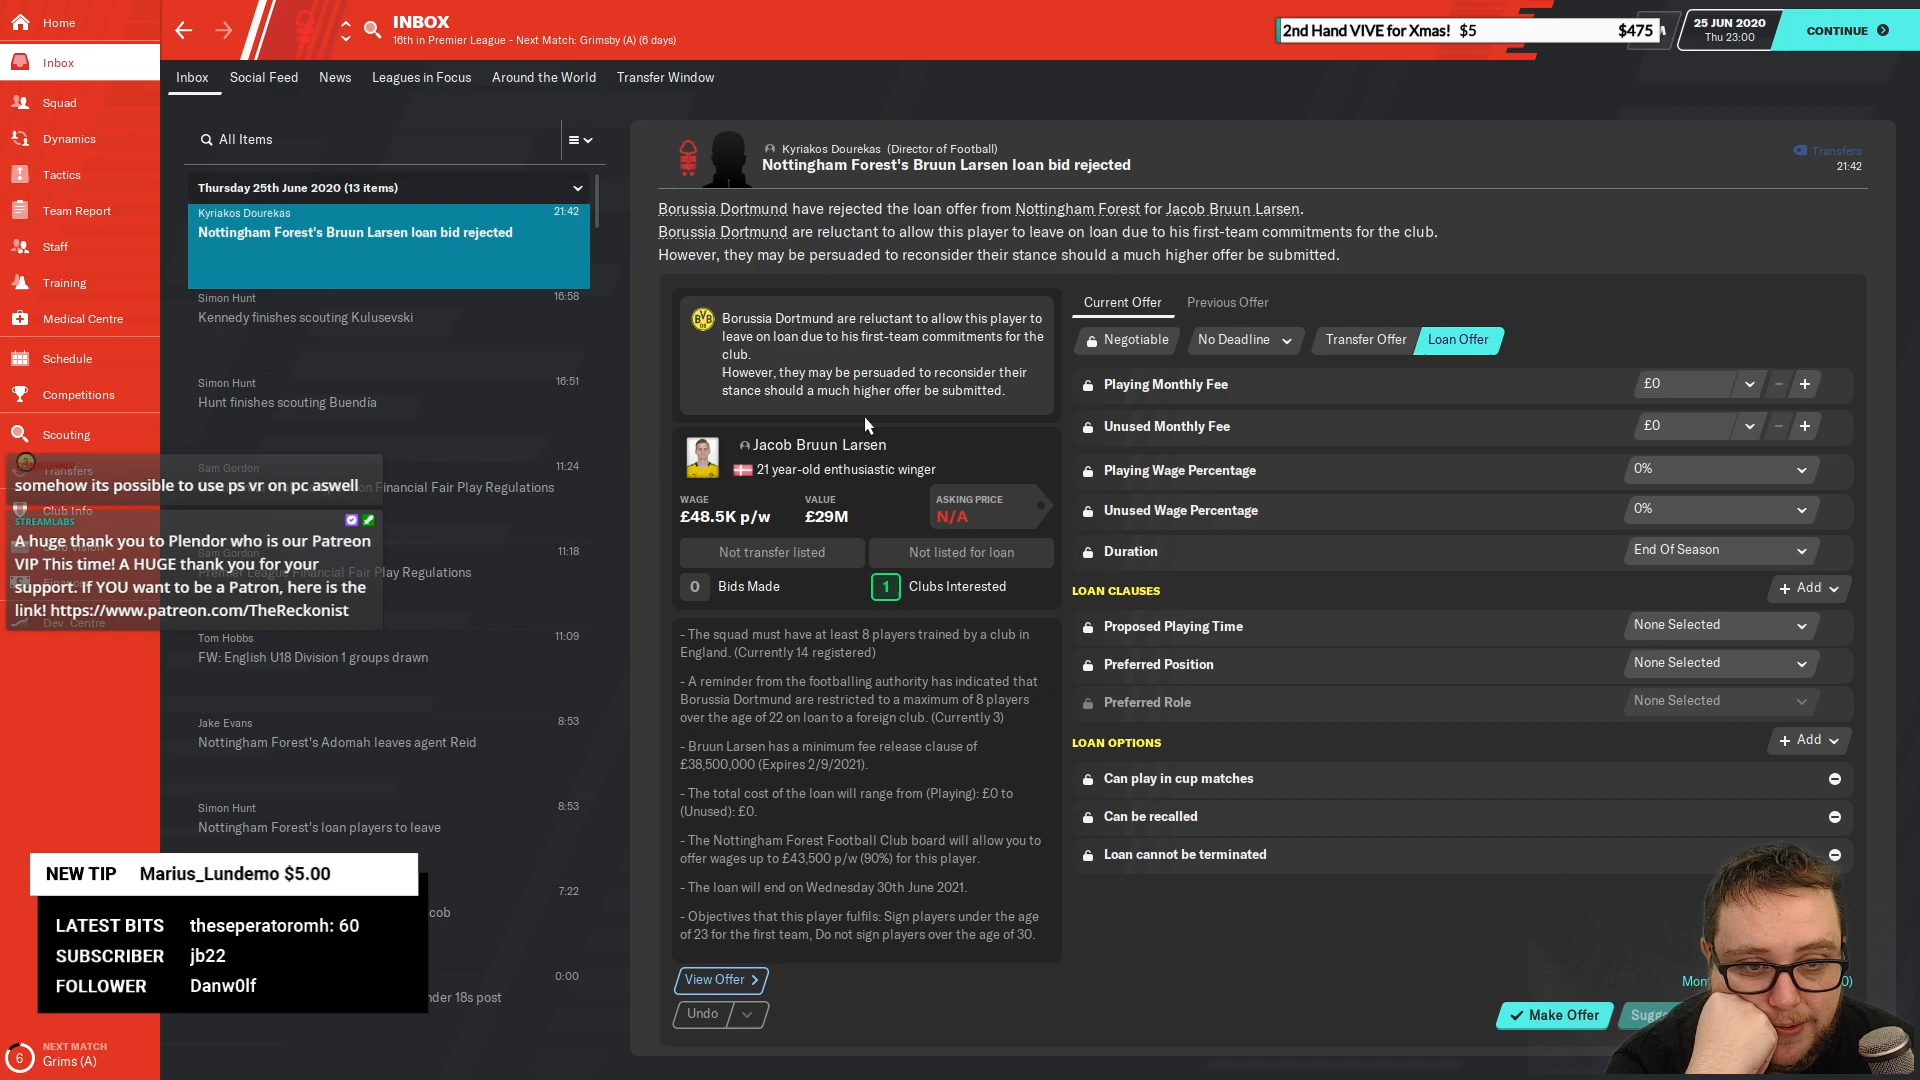 Home
Inbox
Squad
Dynamics
Tactics
Team Report
Staff
Training
Medical Centre
Schedule
Competitions
Scouting
Transfers
Club Info
Dev. Centre
NEXT MATCH
6
Grims (A)
INBOX
16th in Premier League - Next Match: Grimsby (A) (6 days)
2nd Hand VIVE for Xmas! $5
$475
25 JUN 2020
Thu 23:00
CONTINUE
Inbox
Social Feed
News
Leagues in Focus
Around the World
Transfer Window
All Items
Thursday 25th June 2020 (13 items)
Kyriakos Dourekas
21:42
Nottingham Forest's Bruun Larsen loan bid rejected
Simon Hunt
16:58
Kennedy finishes scouting Kulusevski
Simon Hunt
16:51
Hunt finishes scouting Buendía
Sam Gordon
11:24
Financial Fair Play Regulations
Sam Gordon
11:18
Premier League Financial Fair Play Regulations
Tom Hobbs
11:09
FW: English U18 Division 1 groups drawn
Jake Evans
8:53
Nottingham Forest's Adomah leaves agent Reid
Simon Hunt
8:53
Nottingham Forest's loan players to leave
7:22
cob
0:00
nder 18s post
somehow its possible to use ps vr on pc aswell
STREAMLABS
A huge thank you to Plendor who is our Patreon
VIP This time! A HUGE thank you for your
support. If YOU want to be a Patron, here is the
link! https://www.patreon.com/TheReckonist
NEW TIP
Marius_Lundemo $5.00
LATEST BITS
theseperatoromh: 60
SUBSCRIBER
jb22
FOLLOWER
Danw0lf
Kyriakos Dourekas (Director of Football)
Nottingham Forest's Bruun Larsen loan bid rejected
Transfers
21:42
Borussia Dortmund have rejected the loan offer from Nottingham Forest for Jacob Bruun Larsen.
Borussia Dortmund are reluctant to allow this player to leave on loan due to his first-team commitments for the club.
However, they may be persuaded to reconsider their stance should a much higher offer be submitted.
BVB
09
Borussia Dortmund are reluctant to allow this player to
leave on loan due to his first-team commitments for the
club.
However, they may be persuaded to reconsider their
stance should a much higher offer be submitted.
Jacob Bruun Larsen
21 year-old enthusiastic winger
WAGE
£48.5K p/w
VALUE
£29M
ASKING PRICE
N/A
Not transfer listed
Not listed for loan
0
Bids Made
1
Clubs Interested
- The squad must have at least 8 players trained by a club in
England. (Currently 14 registered)
- A reminder from the footballing authority has indicated that
Borussia Dortmund are restricted to a maximum of 8 players
over the age of 22 on loan to a foreign club. (Currently 3)
- Bruun Larsen has a minimum fee release clause of
£38,500,000 (Expires 2/9/2021).
- The total cost of the loan will range from (Playing): £0 to
(Unused): £0.
- The Nottingham Forest Football Club board will allow you to
offer wages up to £43,500 p/w (90%) for this player.
- The loan will end on Wednesday 30th June 2021.
- Objectives that this player fulfils: Sign players under the age
of 23 for the first team, Do not sign players over the age of 30.
View Offer
Undo
Current Offer
Previous Offer
Negotiable
No Deadline
Transfer Offer
Loan Offer
Playing Monthly Fee
£0
Unused Monthly Fee
£0
Playing Wage Percentage
0%
Unused Wage Percentage
0%
Duration
End Of Season
LOAN CLAUSES
Add
Proposed Playing Time
None Selected
Preferred Position
None Selected
Preferred Role
None Selected
LOAN OPTIONS
Add
Can play in cup matches
Can be recalled
Loan cannot be terminated
Mon
0)
Make Offer
Sugg